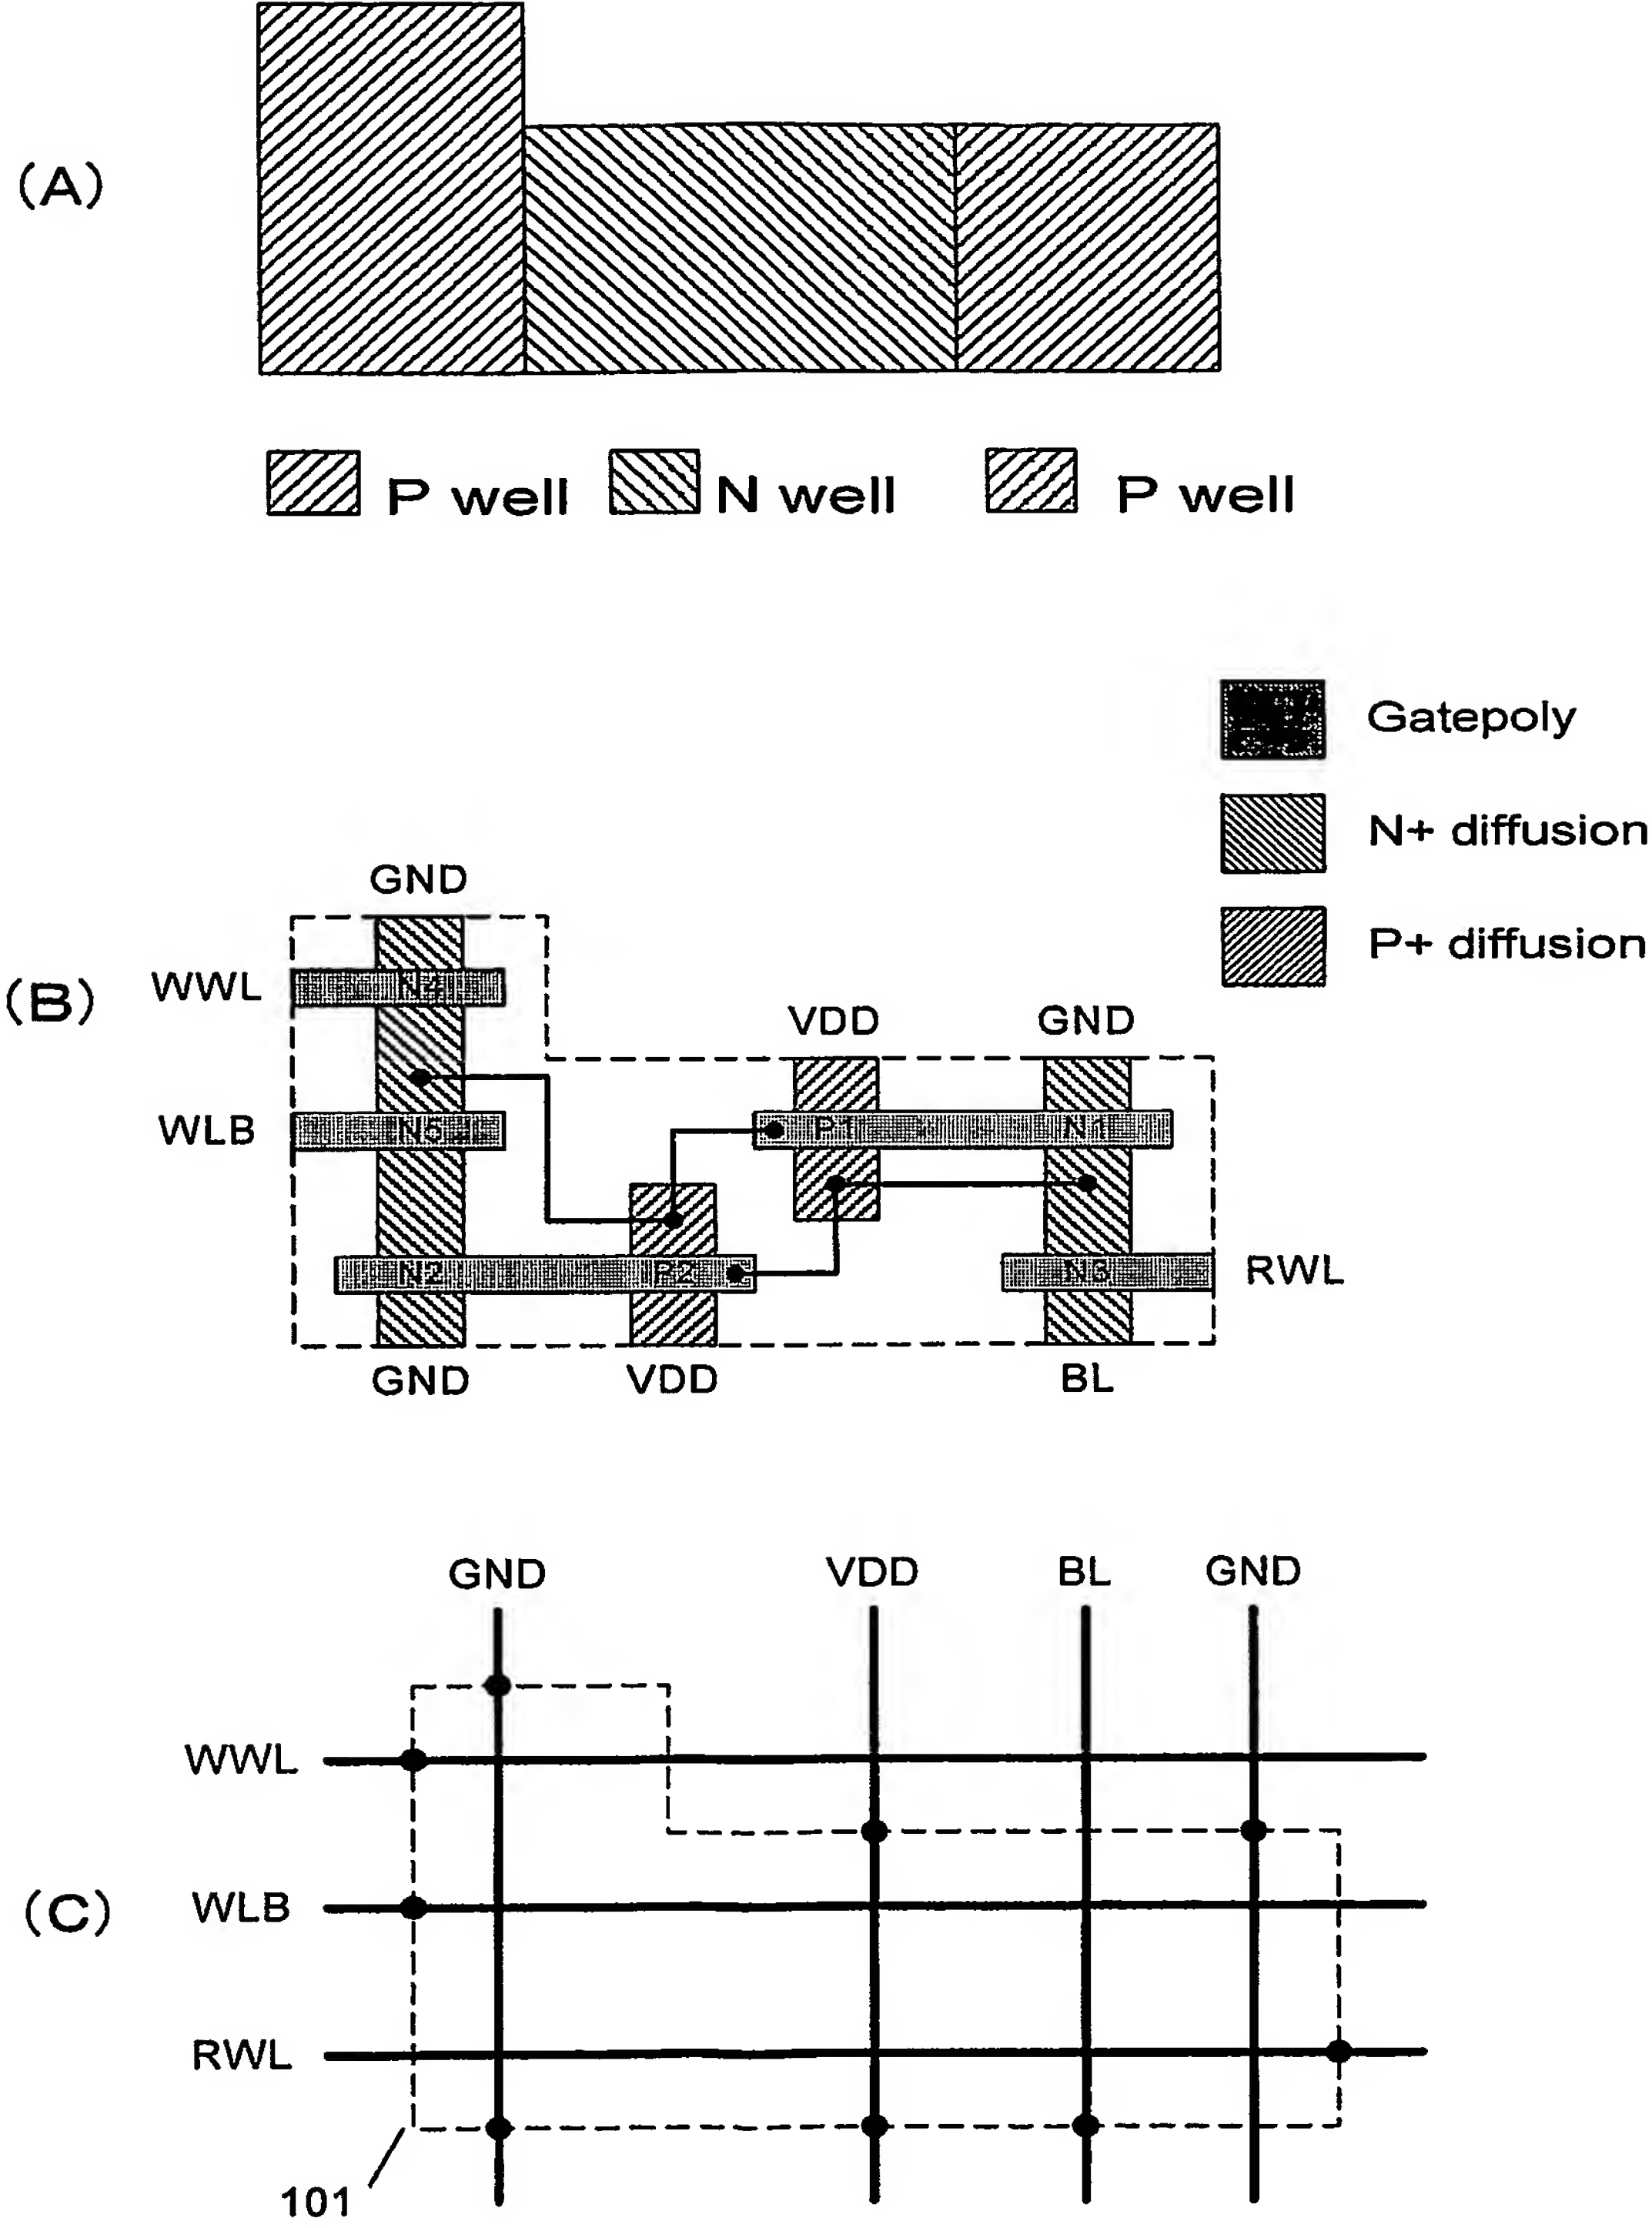 (A)
P well N well P well
Gatepoly
N+ diffusion
P+ diffusion
(B)
GND
WWL N4
VDD GND
WLB N5 P1 N1
N2 P2 N3 RWL
GND VDD BL
(C)
GND VDD BL GND
WWL
WLB
RWL
101